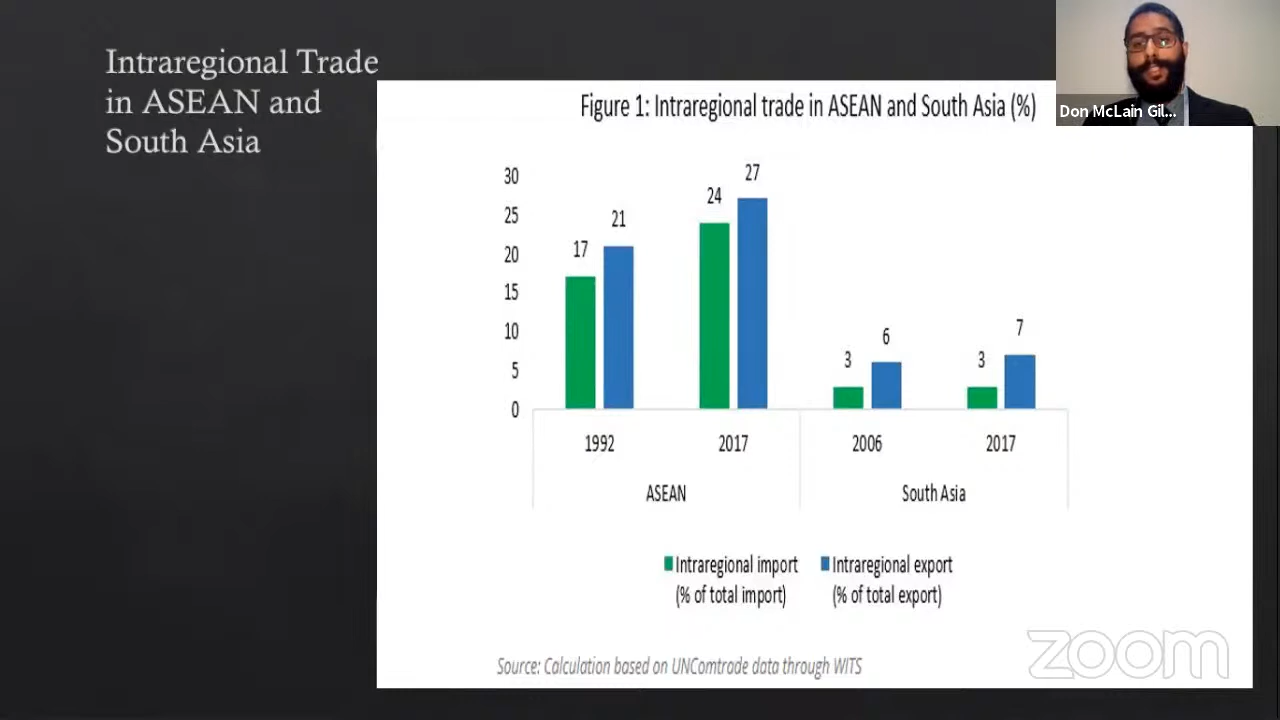 Intraregional Trade
in ASEAN and
South Asia
Don McLain Gil...
Figure 1: Intraregional trade in ASEAN and South Asia (%)
30
25
20
15
10
5
0
17
21
24
27
3
6
3
7
1992
2017
2006
2017
ASEAN
South Asia
Intraregional import
(% of total import)
Intraregional export
(% of total export)
Source: Calculation based on UNComtrade data through WITS
zoom